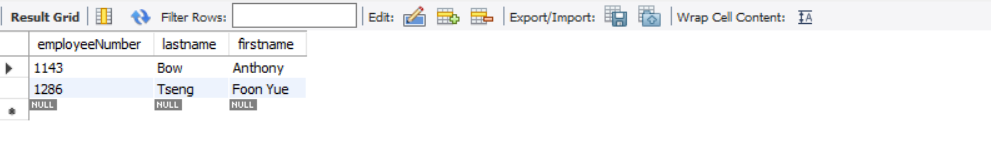 Result Grid Filter Rows: Edit: Export/Import: Wrap Cell Content: IA
employeeNumber lastname firstname
1143 Bow Anthony
1286 Tseng Foon Yue
NULL NULL NULL